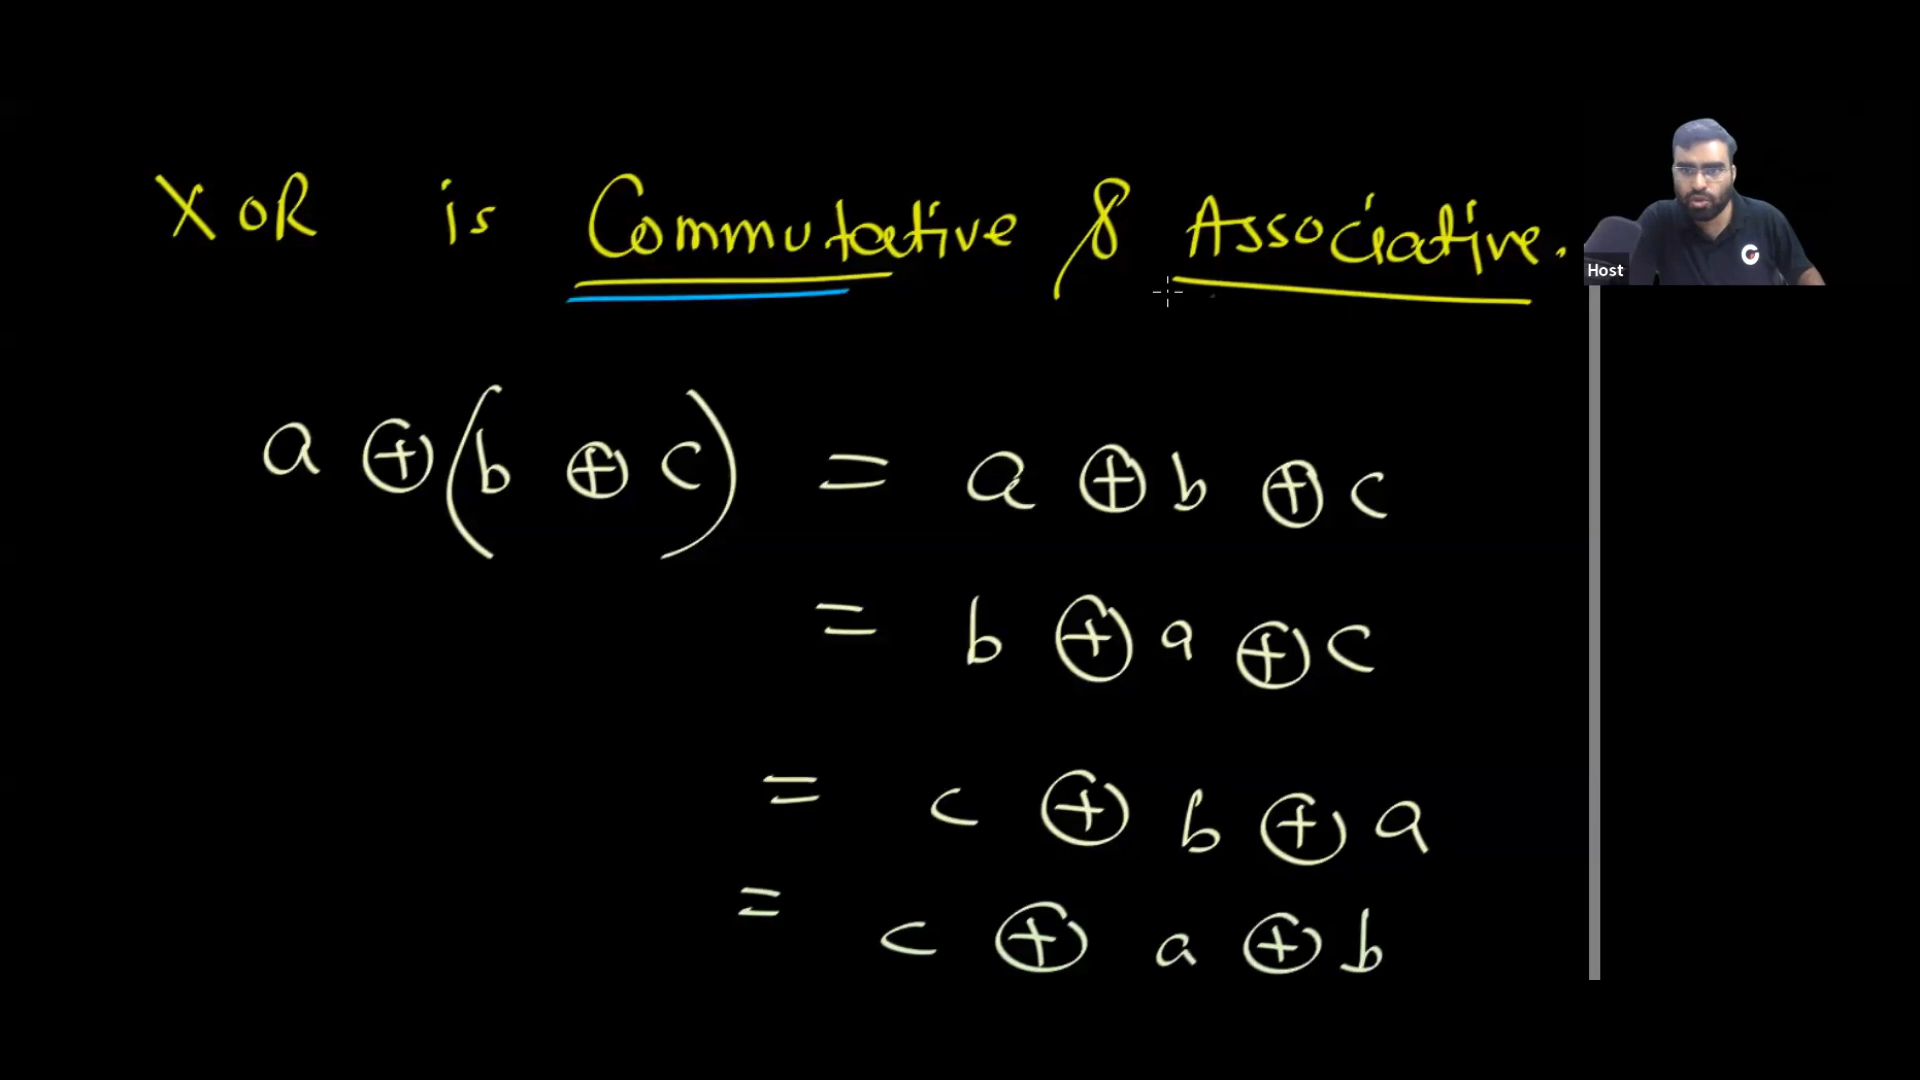 XOR is Commutative & Associative.
Host
a ⊕ (b ⊕ c) = a ⊕ b ⊕ c
= b ⊕ a ⊕ c
= c ⊕ b ⊕ a
= c ⊕ a ⊕ b